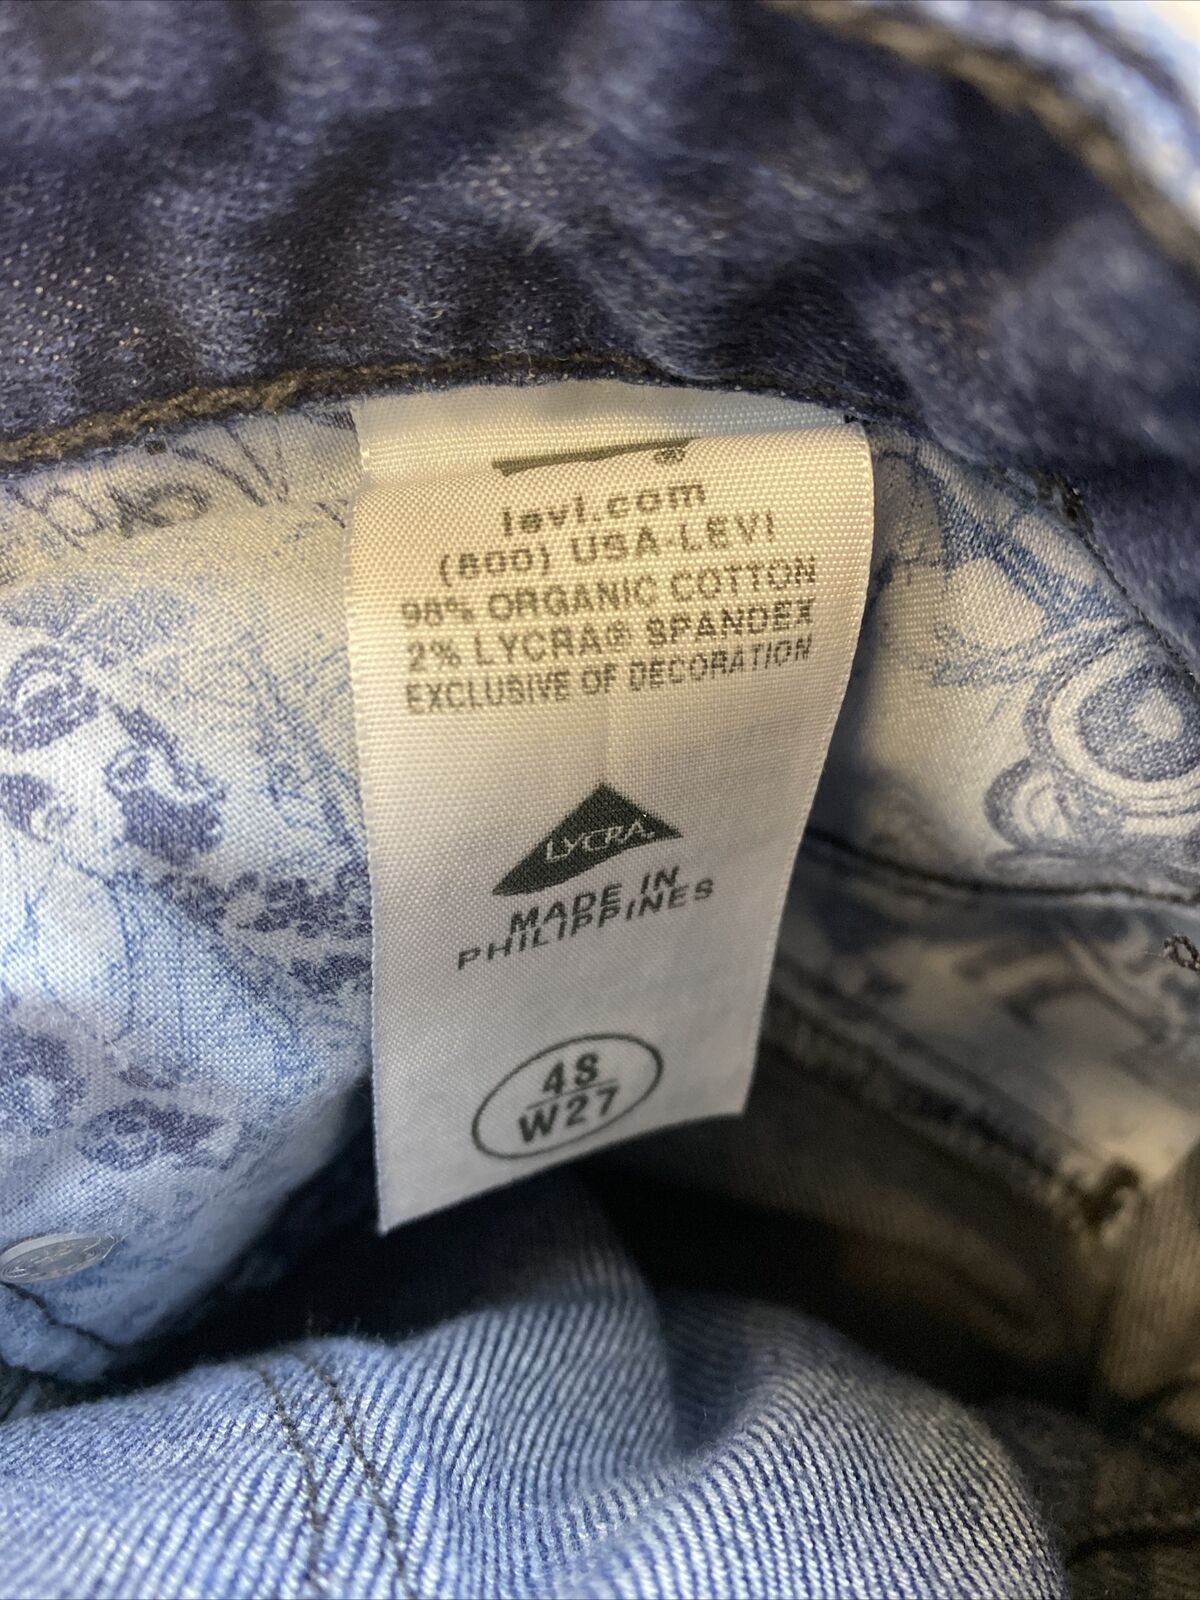 levi.com
(800) USA-LEVI
98% ORGANIC COTTON
2% LYCRA® SPANDEX
EXCLUSIVE OF DECORATION
LYCRA
MADE IN
PHILIPPINES
4S
W27